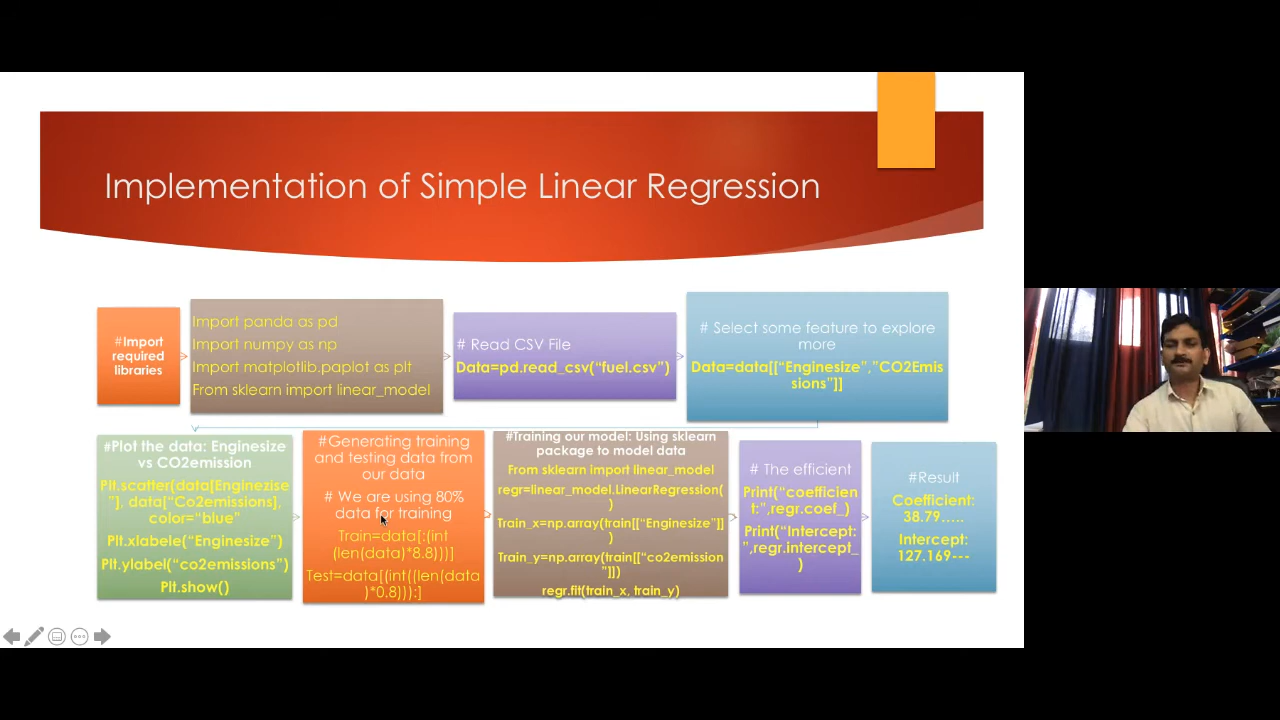 Implementation of Simple Linear Regression
#Import
required
libraries
Import panda as pd
Import numpy as np
Import matplotlib.paplot as plt
From sklearn import linear_model
# Read CSV File
Data=pd.read_csv("fuel.csv")
# Select some feature to explore
more
Data=data[["Enginesize","CO2Emis
sions"]]
#Plot the data: Enginesize
vs CO2emission
Plt.scatter(data[Enginezise
"], data["Co2emissions],
color="blue"
Plt.xlabele("Enginesize")
Plt.ylabel("co2emissions")
Plt.show()
#Generating training
and testing data from
our data
# We are using 80%
data for training
Train=data[:(int
(len(data)*8.8)))]
Test=data[(int((len(data
)*0.8))):]
#Training our model: Using sklearn
package to model data
From sklearn import linear_model
regr=linear_model.LinearRegression(
)
Train_x=np.array(train[["Enginesize"]]
)
Train_y=np.array(train[["co2emission
"]])
regr.fit(train_x, train_y)
# The efficient
Print("coefficien
t:",regr.coef_)
Print("Intercept:
",regr.intercept_
)
#Result
Coefficient:
38.79.....
Intercept:
127.169---